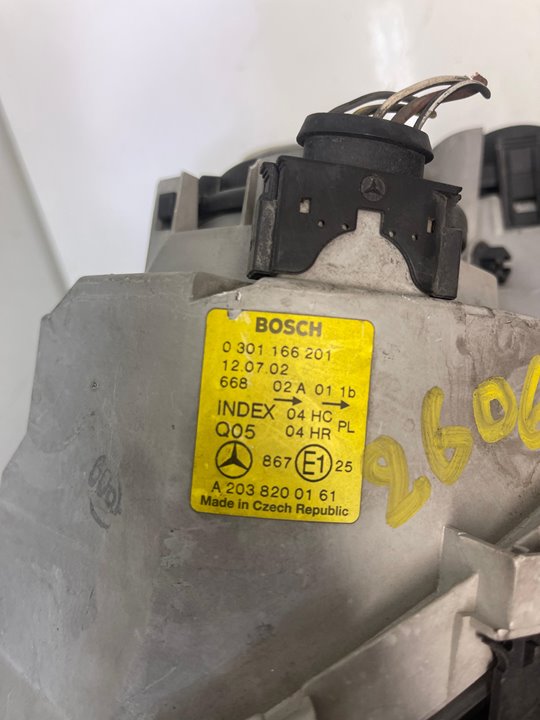 BOSCH
0 301 166 201
12.07.02
668 02 A 01 1b
INDEX 04 HC PL
Q05 04 HR
867 E1 25
A 203 820 01 61
Made in Czech Republic